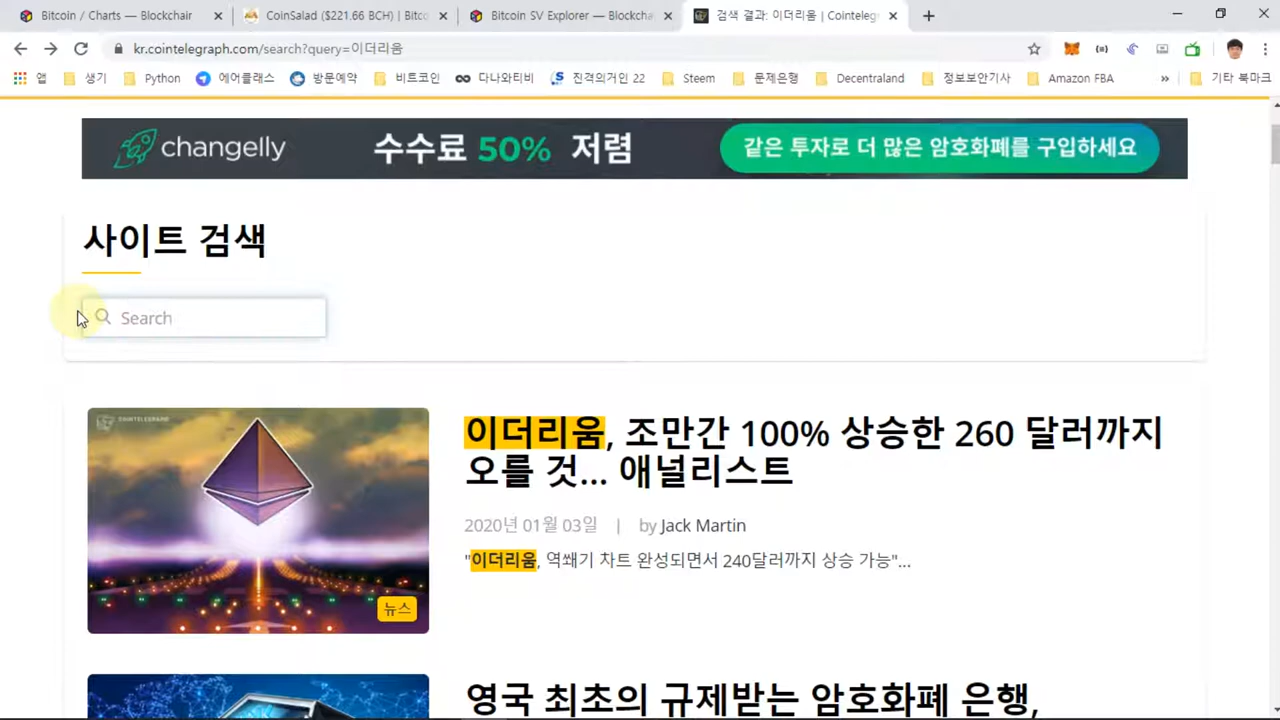 Bitcoin / Charts — Blockchair
CoinSalad ($221.66 BCH) | Bitc
Bitcoin SV Explorer — Blockcha
검색 결과: 이더리움 | Cointeleg
kr.cointelegraph.com/search?query=이더리움
앱
생기
Python
에어클래스
방문예약
비트코인
다나와티비
진격의거인 22
Steem
문제은행
Decentraland
정보보안기사
Amazon FBA
»
기타 북마크
changelly
수수료 50% 저렴
같은 투자로 더 많은 암호화폐를 구입하세요
사이트 검색
Search
COINTELEGRAPH
뉴스
이더리움, 조만간 100% 상승한 260 달러까지
오를 것... 애널리스트
2020년 01월 03일 | by Jack Martin
"이더리움, 역쐐기 차트 완성되면서 240달러까지 상승 가능"...
영국 최초의 규제받는 암호화폐 은행,